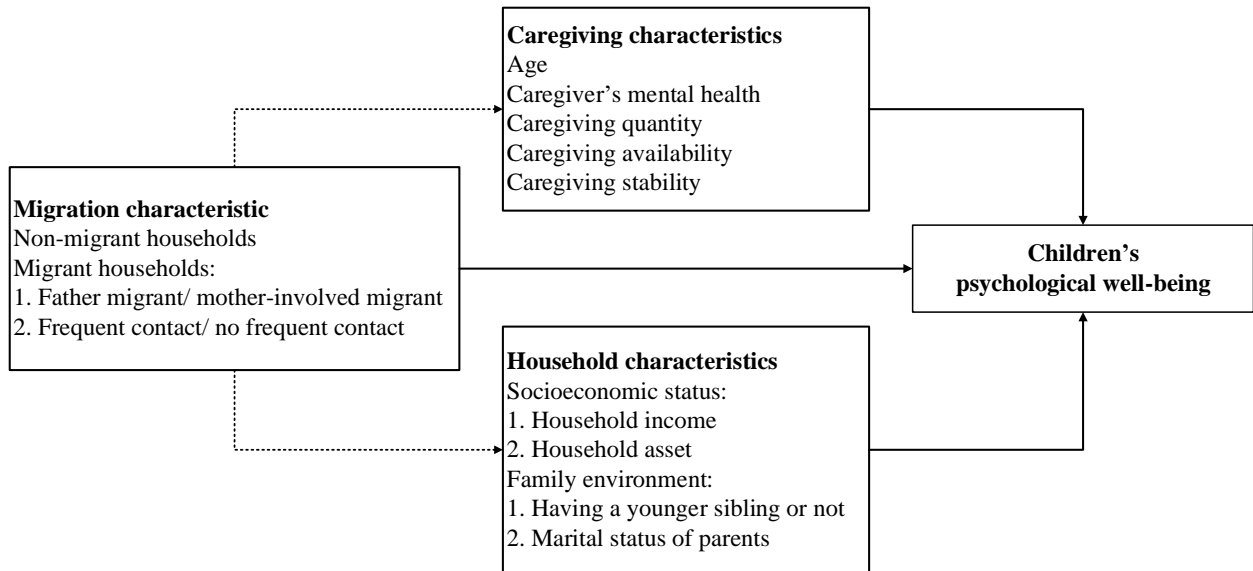 Caregiving characteristics
Age
Caregiver’s mental health
Caregiving quantity
Caregiving availability
Caregiving stability
Migration characteristic
Non-migrant households
Migrant households:
1. Father migrant/ mother-involved migrant
2. Frequent contact/ no frequent contact
Children’s
psychological well-being
Household characteristics
Socioeconomic status:
1. Household income
2. Household asset
Family environment:
1. Having a younger sibling or not
2. Marital status of parents